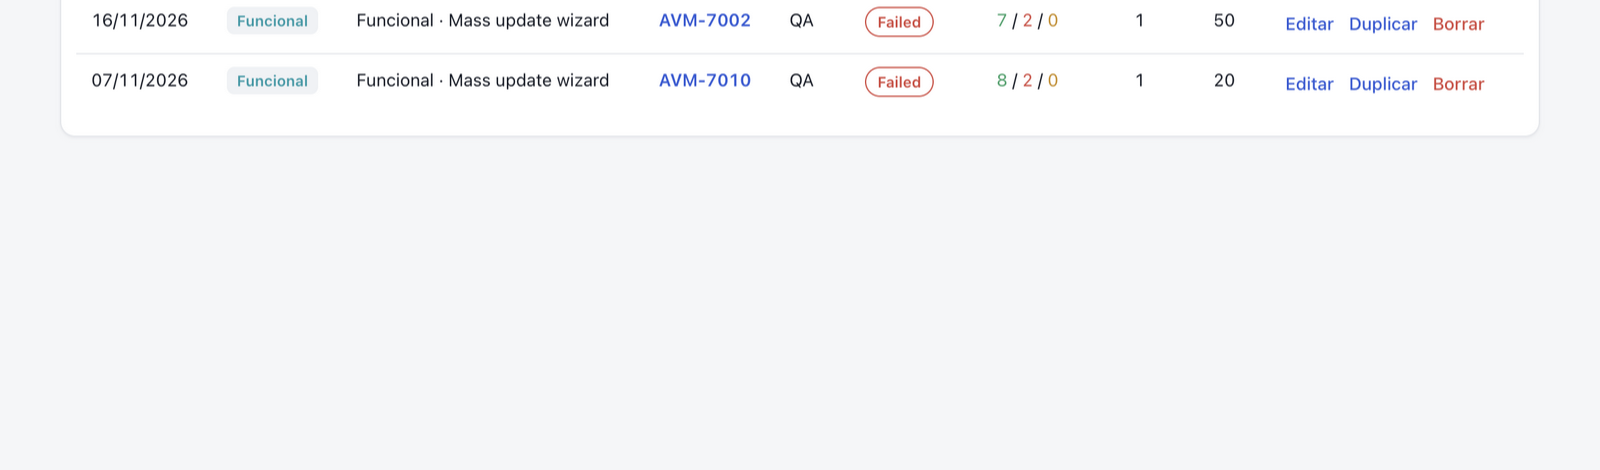 16/11/2026 Funcional Funcional · Mass update wizard AVM-7002 QA Failed 7 / 2 / 0 1 50 Editar Duplicar Borrar
07/11/2026 Funcional Funcional · Mass update wizard AVM-7010 QA Failed 8 / 2 / 0 1 20 Editar Duplicar Borrar